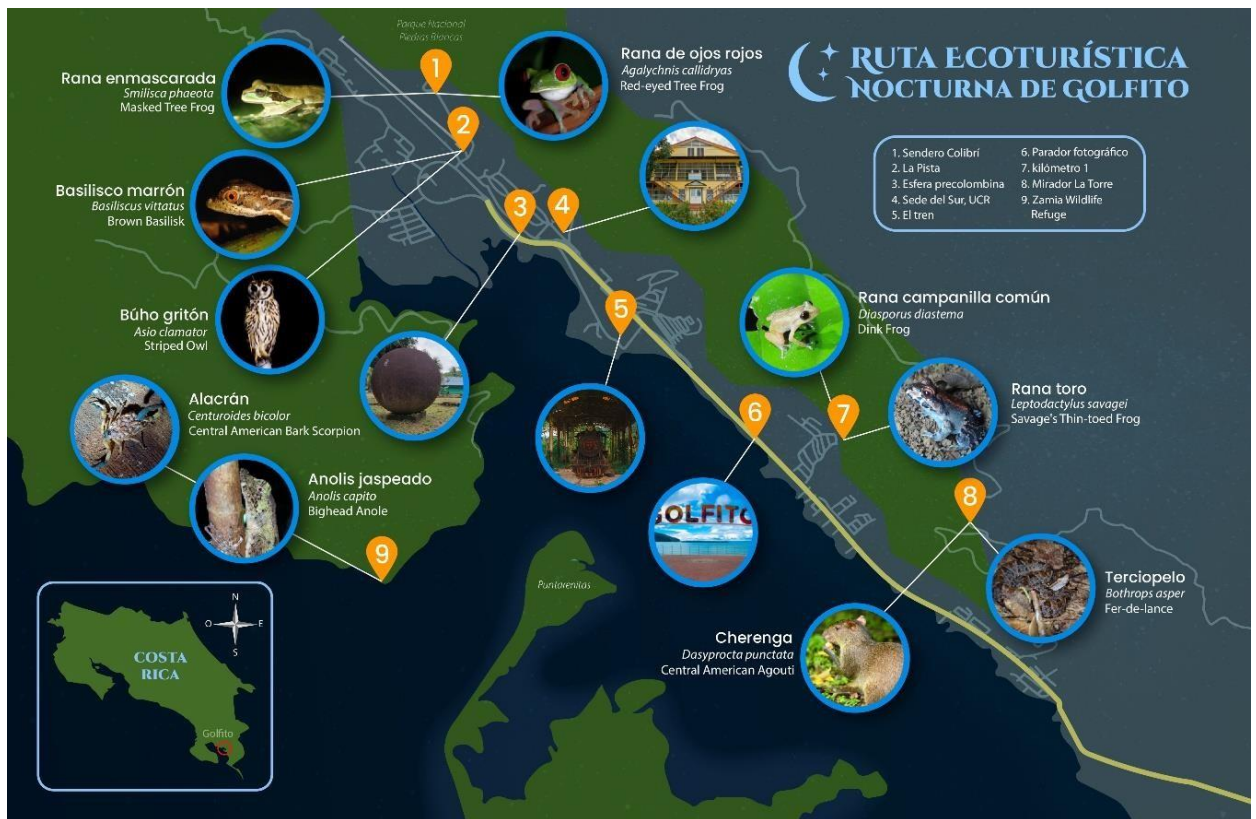 Parque Nacional
Piedras Blancas
RUTA ECOTURÍSTICA
NOCTURNA DE GOLFITO
1. Sendero Colibrí
2. La Pista
3. Esfera precolombina
4. Sede del Sur, UCR
5. El tren
6. Parador fotográfico
7. kilómetro 1
8. Mirador La Torre
9. Zamia Wildlife
Refuge
Rana enmascarada
Smilisca phaeota
Masked Tree Frog
1
Rana de ojos rojos
Agalychnis callidryas
Red-eyed Tree Frog
2
Basilisco marrón
Basiliscus vittatus
Brown Basilisk
3
4
Búho gritón
Asio clamator
Striped Owl
5
Rana campanilla común
Diasporus diastema
Dink Frog
Alacrán
Centuroides bicolor
Central American Bark Scorpion
6
7
Rana toro
Leptodactylus savagei
Savage's Thin-toed Frog
Anolis jaspeado
Anolis capito
Bighead Anole
GOLFITO
8
9
Puntarenitas
Terciopelo
Bothrops asper
Fer-de-lance
Cherenga
Dasyprocta punctata
Central American Agouti
N
O
E
S
COSTA
RICA
Golfito